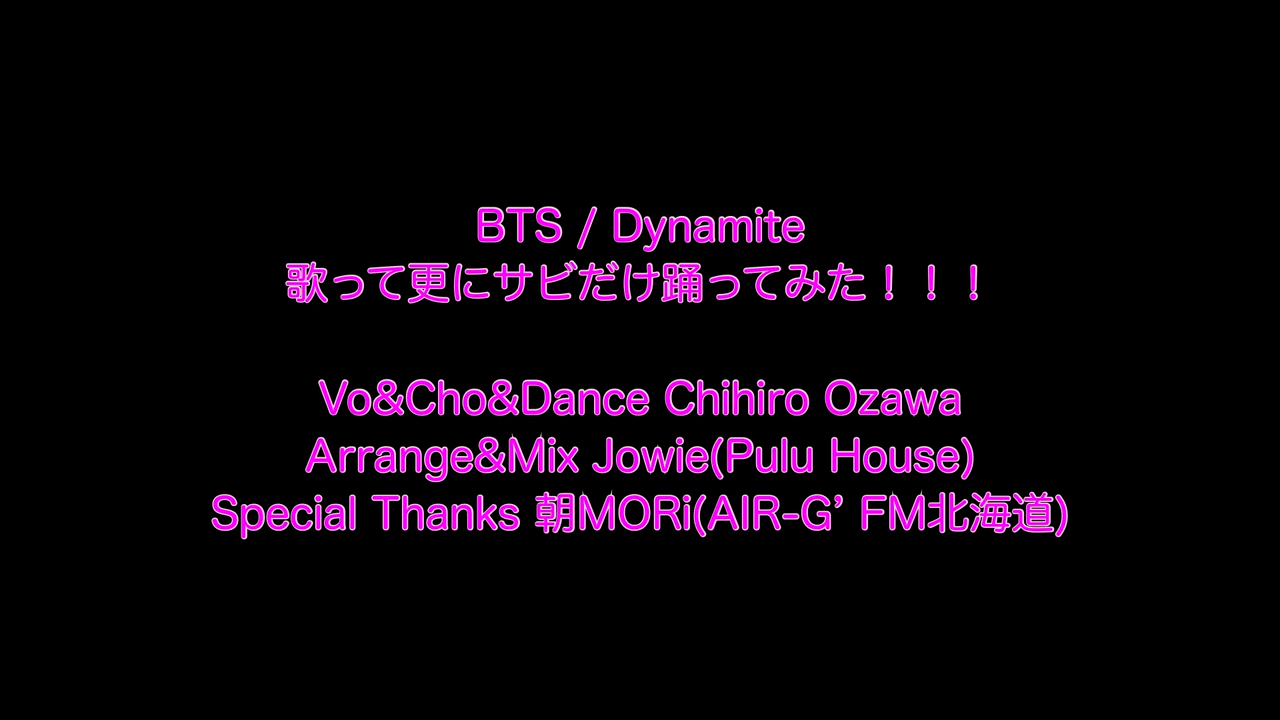 BTS / Dynamite
歌って更にサビだけ踊ってみた！！！
Vo&Cho&Dance Chihiro Ozawa
Arrange&Mix Jowie(Pulu House)
Special Thanks 朝MORi(AIR-G’ FM北海道)